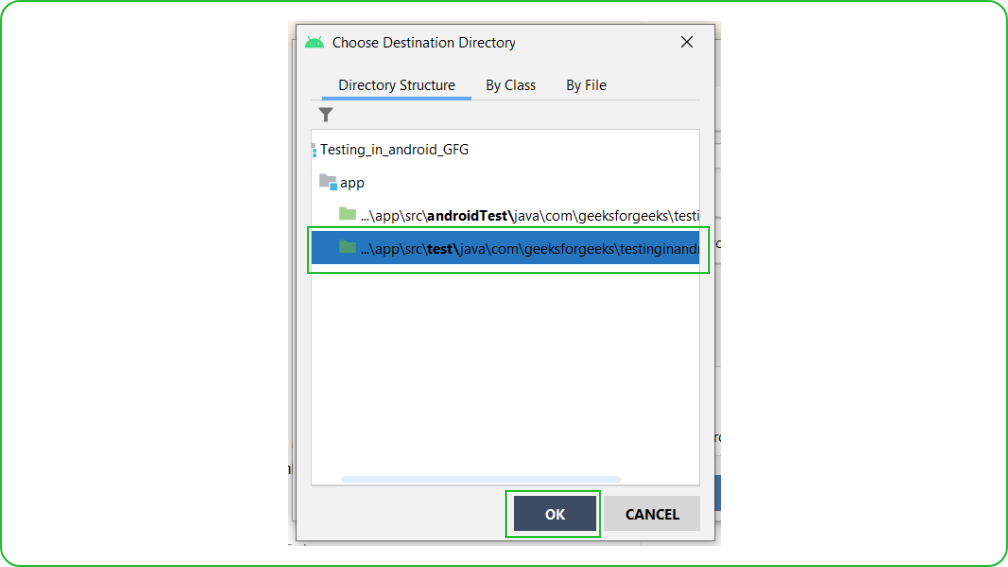 Choose Destination Directory
Directory Structure By Class By File
Testing_in_android_GFG
app
...\app\src\androidTest\java\com\geeksforgeeks\testi
...\app\src\test\java\com\geeksforgeeks\testinginandr
OK CANCEL